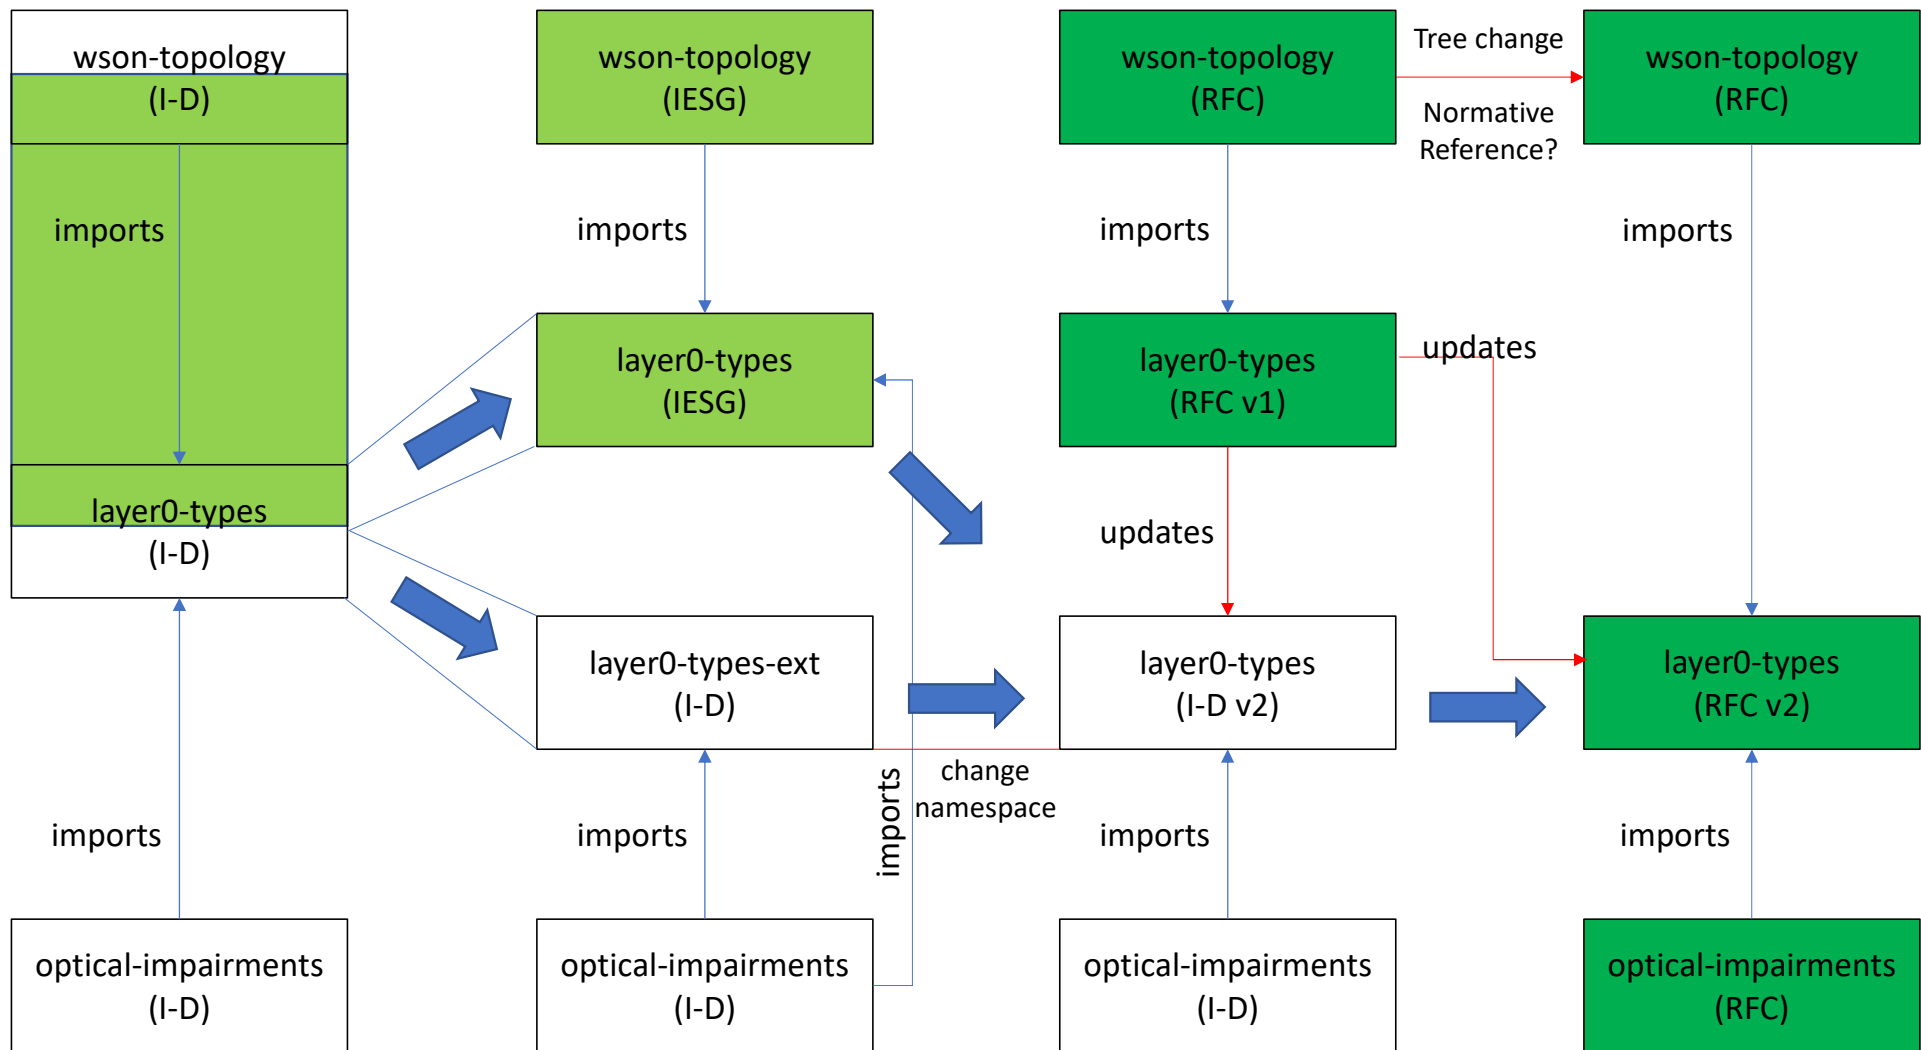 wson-topology
(I-D)
wson-topology
(IESG)
wson-topology
(RFC)
Tree change
Normative
Reference?
wson-topology
(RFC)
imports
imports
imports
imports
layer0-types
(I-D)
layer0-types
(IESG)
layer0-types
(RFC v1)
updates
updates
layer0-types-ext
(I-D)
layer0-types
(I-D v2)
layer0-types
(RFC v2)
imports
imports
imports
change
namespace
imports
imports
optical-impairments
(I-D)
optical-impairments
(I-D)
optical-impairments
(I-D)
optical-impairments
(RFC)